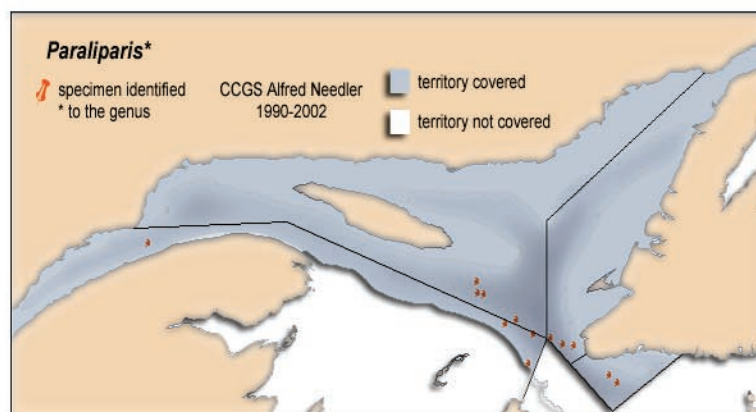 Paraliparis*
specimen identified
* to the genus
CCGS Alfred Needler
1990-2002
territory covered
territory not covered